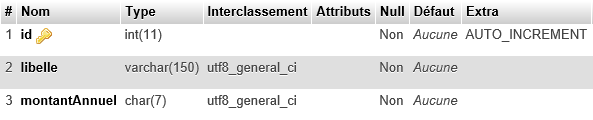 # Nom Type Interclassement Attributs Null Défaut Extra
1 id int(11) Non Aucune AUTO_INCREMENT
2 libelle varchar(150) utf8_general_ci Non Aucune
3 montantAnnuel char(7) utf8_general_ci Non Aucune